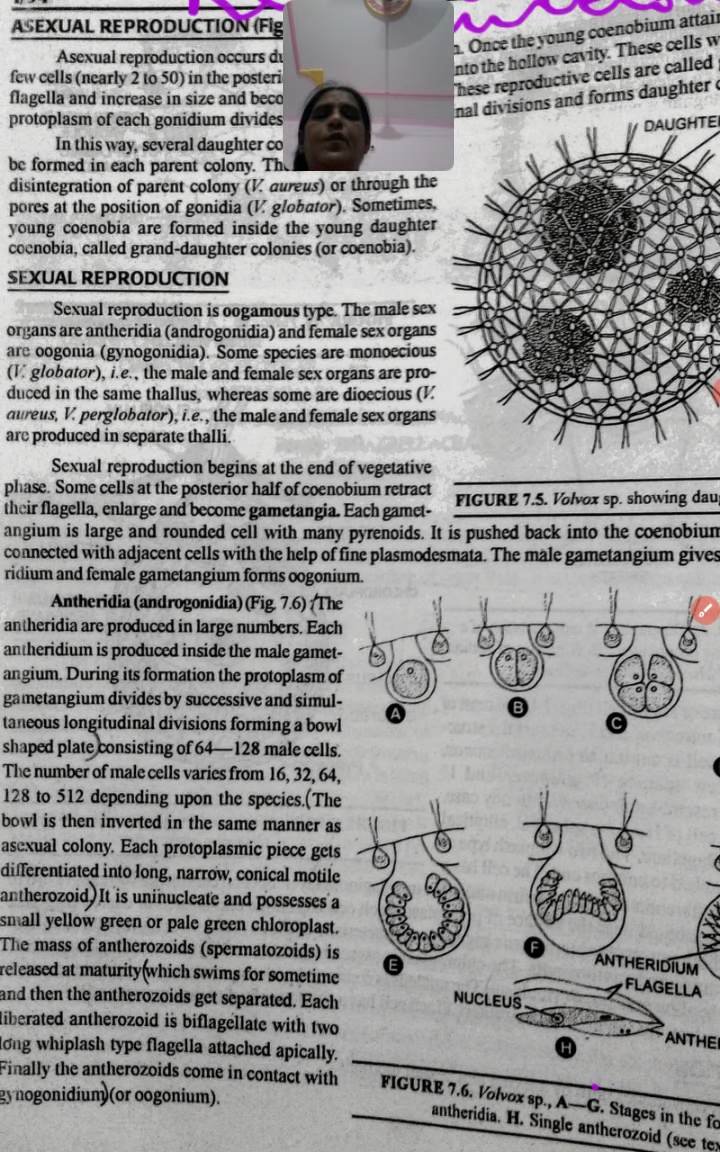 ASEXUAL REPRODUCTION (Fig
Asexual reproduction occurs du
few cells (nearly 2 to 50) in the posteri
flagella and increase in size and beco
protoplasm of each gonidium divides
In this way, several daughter co
be formed in each parent colony. The
disintegration of parent colony (V. aureus) or through the
pores at the position of gonidia (V. globator). Sometimes,
young coenobia are formed inside the young daughter
coenobia, called grand-daughter colonies (or coenobia).
n. Once the young coenobium attai
nto the hollow cavity. These cells w
These reproductive cells are called
nal divisions and forms daughter c
DAUGHTER
SEXUAL REPRODUCTION
Sexual reproduction is oogamous type. The male sex
organs are antheridia (androgonidia) and female sex organs
are oogonia (gynogonidia). Some species are monoecious
(V. globator), i.e., the male and female sex organs are pro-
duced in the same thallus, whereas some are dioecious (V.
aureus, V. perglobator), i.e., the male and female sex organs
are produced in separate thalli.
Sexual reproduction begins at the end of vegetative
phase. Some cells at the posterior half of coenobium retract
their flagella, enlarge and become gametangia. Each gamet-
FIGURE 7.5. Volvox sp. showing dau
angium is large and rounded cell with many pyrenoids. It is pushed back into the coenobium
connected with adjacent cells with the help of fine plasmodesmata. The male gametangium gives
ridium and female gametangium forms oogonium.
Antheridia (androgonidia) (Fig. 7.6) : The
antheridia are produced in large numbers. Each
antheridium is produced inside the male gamet-
angium. During its formation the protoplasm of
gametangium divides by successive and simul-
taneous longitudinal divisions forming a bowl
shaped plate consisting of 64—128 male cells.
The number of male cells varies from 16, 32, 64,
128 to 512 depending upon the species. (The
bowl is then inverted in the same manner as
asexual colony. Each protoplasmic piece gets
differentiated into long, narrow, conical motile
antherozoid) It is uninucleate and possesses a
small yellow green or pale green chloroplast.
The mass of antherozoids (spermatozoids) is
released at maturity (which swims for sometime
and then the antherozoids get separated. Each
liberated antherozoid is biflagellate with two
long whiplash type flagella attached apically.
Finally the antherozoids come in contact with
gynogonidium) (or oogonium).
A
B
C
E
F
ANTHERIDIUM
FLAGELLA
NUCLEUS
ANTHE
H
FIGURE 7.6. Volvox sp., A—G. Stages in the fo
antheridia. H. Single antherozoid (see tex